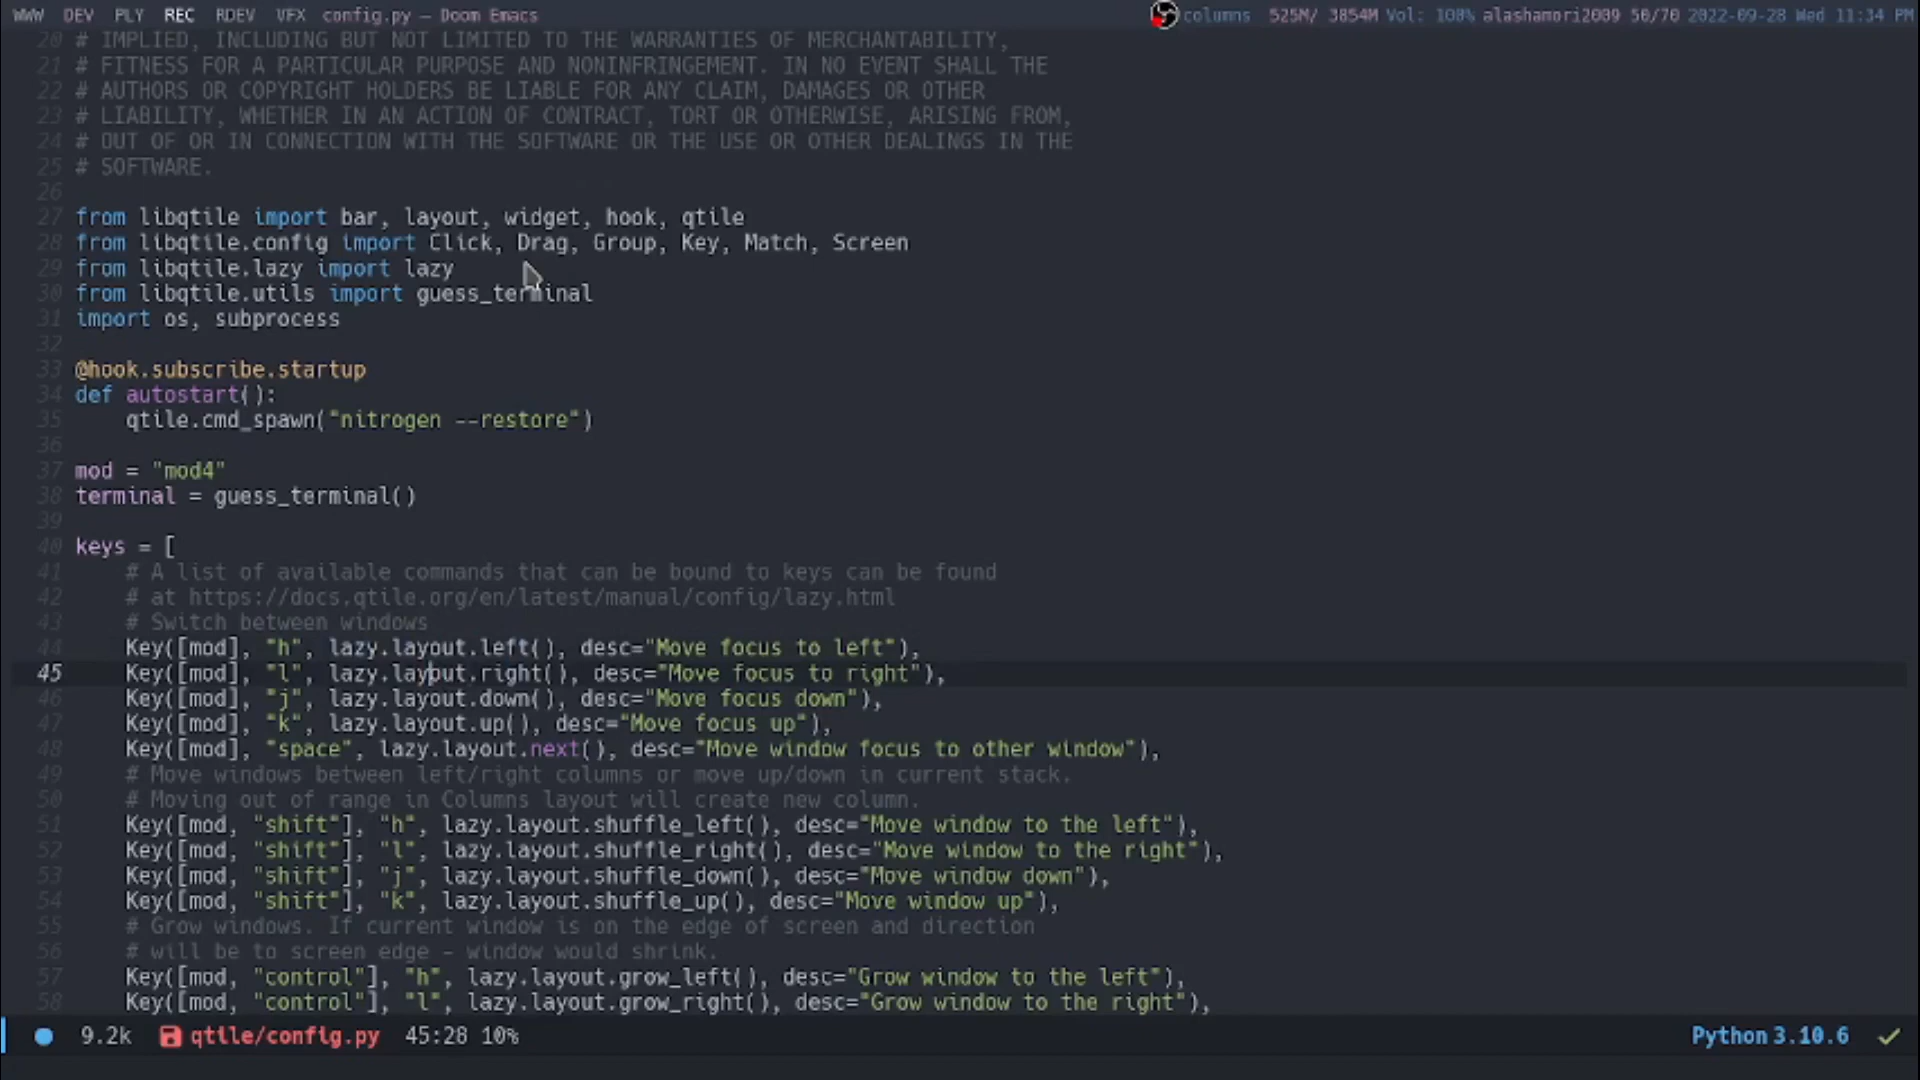 WWW DEV PLY REC RDEV VFX config.py – Doom Emacs columns 525M/ 3854M Vol: 100% alashamori2009 50/70 2022-09-28 Wed 11:34 PM
20 # IMPLIED, INCLUDING BUT NOT LIMITED TO THE WARRANTIES OF MERCHANTABILITY,
21 # FITNESS FOR A PARTICULAR PURPOSE AND NONINFRINGEMENT. IN NO EVENT SHALL THE
22 # AUTHORS OR COPYRIGHT HOLDERS BE LIABLE FOR ANY CLAIM, DAMAGES OR OTHER
23 # LIABILITY, WHETHER IN AN ACTION OF CONTRACT, TORT OR OTHERWISE, ARISING FROM,
24 # OUT OF OR IN CONNECTION WITH THE SOFTWARE OR THE USE OR OTHER DEALINGS IN THE
25 # SOFTWARE.
26
27 from libqtile import bar, layout, widget, hook, qtile
28 from libqtile.config import Click, Drag, Group, Key, Match, Screen
29 from libqtile.lazy import lazy
30 from libqtile.utils import guess_terminal
31 import os, subprocess
32
33 @hook.subscribe.startup
34 def autostart():
35 qtile.cmd_spawn("nitrogen --restore")
36
37 mod = "mod4"
38 terminal = guess_terminal()
39
40 keys = [
41 # A list of available commands that can be bound to keys can be found
42 # at https://docs.qtile.org/en/latest/manual/config/lazy.html
43 # Switch between windows
44 Key([mod], "h", lazy.layout.left(), desc="Move focus to left"),
45 Key([mod], "l", lazy.layout.right(), desc="Move focus to right"),
46 Key([mod], "j", lazy.layout.down(), desc="Move focus down"),
47 Key([mod], "k", lazy.layout.up(), desc="Move focus up"),
48 Key([mod], "space", lazy.layout.next(), desc="Move window focus to other window"),
49 # Move windows between left/right columns or move up/down in current stack.
50 # Moving out of range in Columns layout will create new column.
51 Key([mod, "shift"], "h", lazy.layout.shuffle_left(), desc="Move window to the left"),
52 Key([mod, "shift"], "l", lazy.layout.shuffle_right(), desc="Move window to the right"),
53 Key([mod, "shift"], "j", lazy.layout.shuffle_down(), desc="Move window down"),
54 Key([mod, "shift"], "k", lazy.layout.shuffle_up(), desc="Move window up"),
55 # Grow windows. If current window is on the edge of screen and direction
56 # will be to screen edge - window would shrink.
57 Key([mod, "control"], "h", lazy.layout.grow_left(), desc="Grow window to the left"),
58 Key([mod, "control"], "l", lazy.layout.grow_right(), desc="Grow window to the right"),
9.2k qtile/config.py 45:28 10% Python 3.10.6